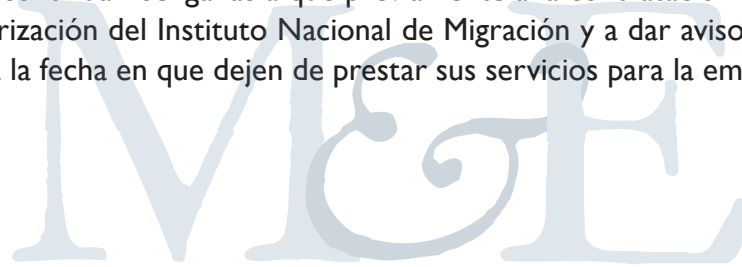 rización del Instituto Nacional de Migración y a dar aviso
la fecha en que dejen de prestar sus servicios para la em
M&E